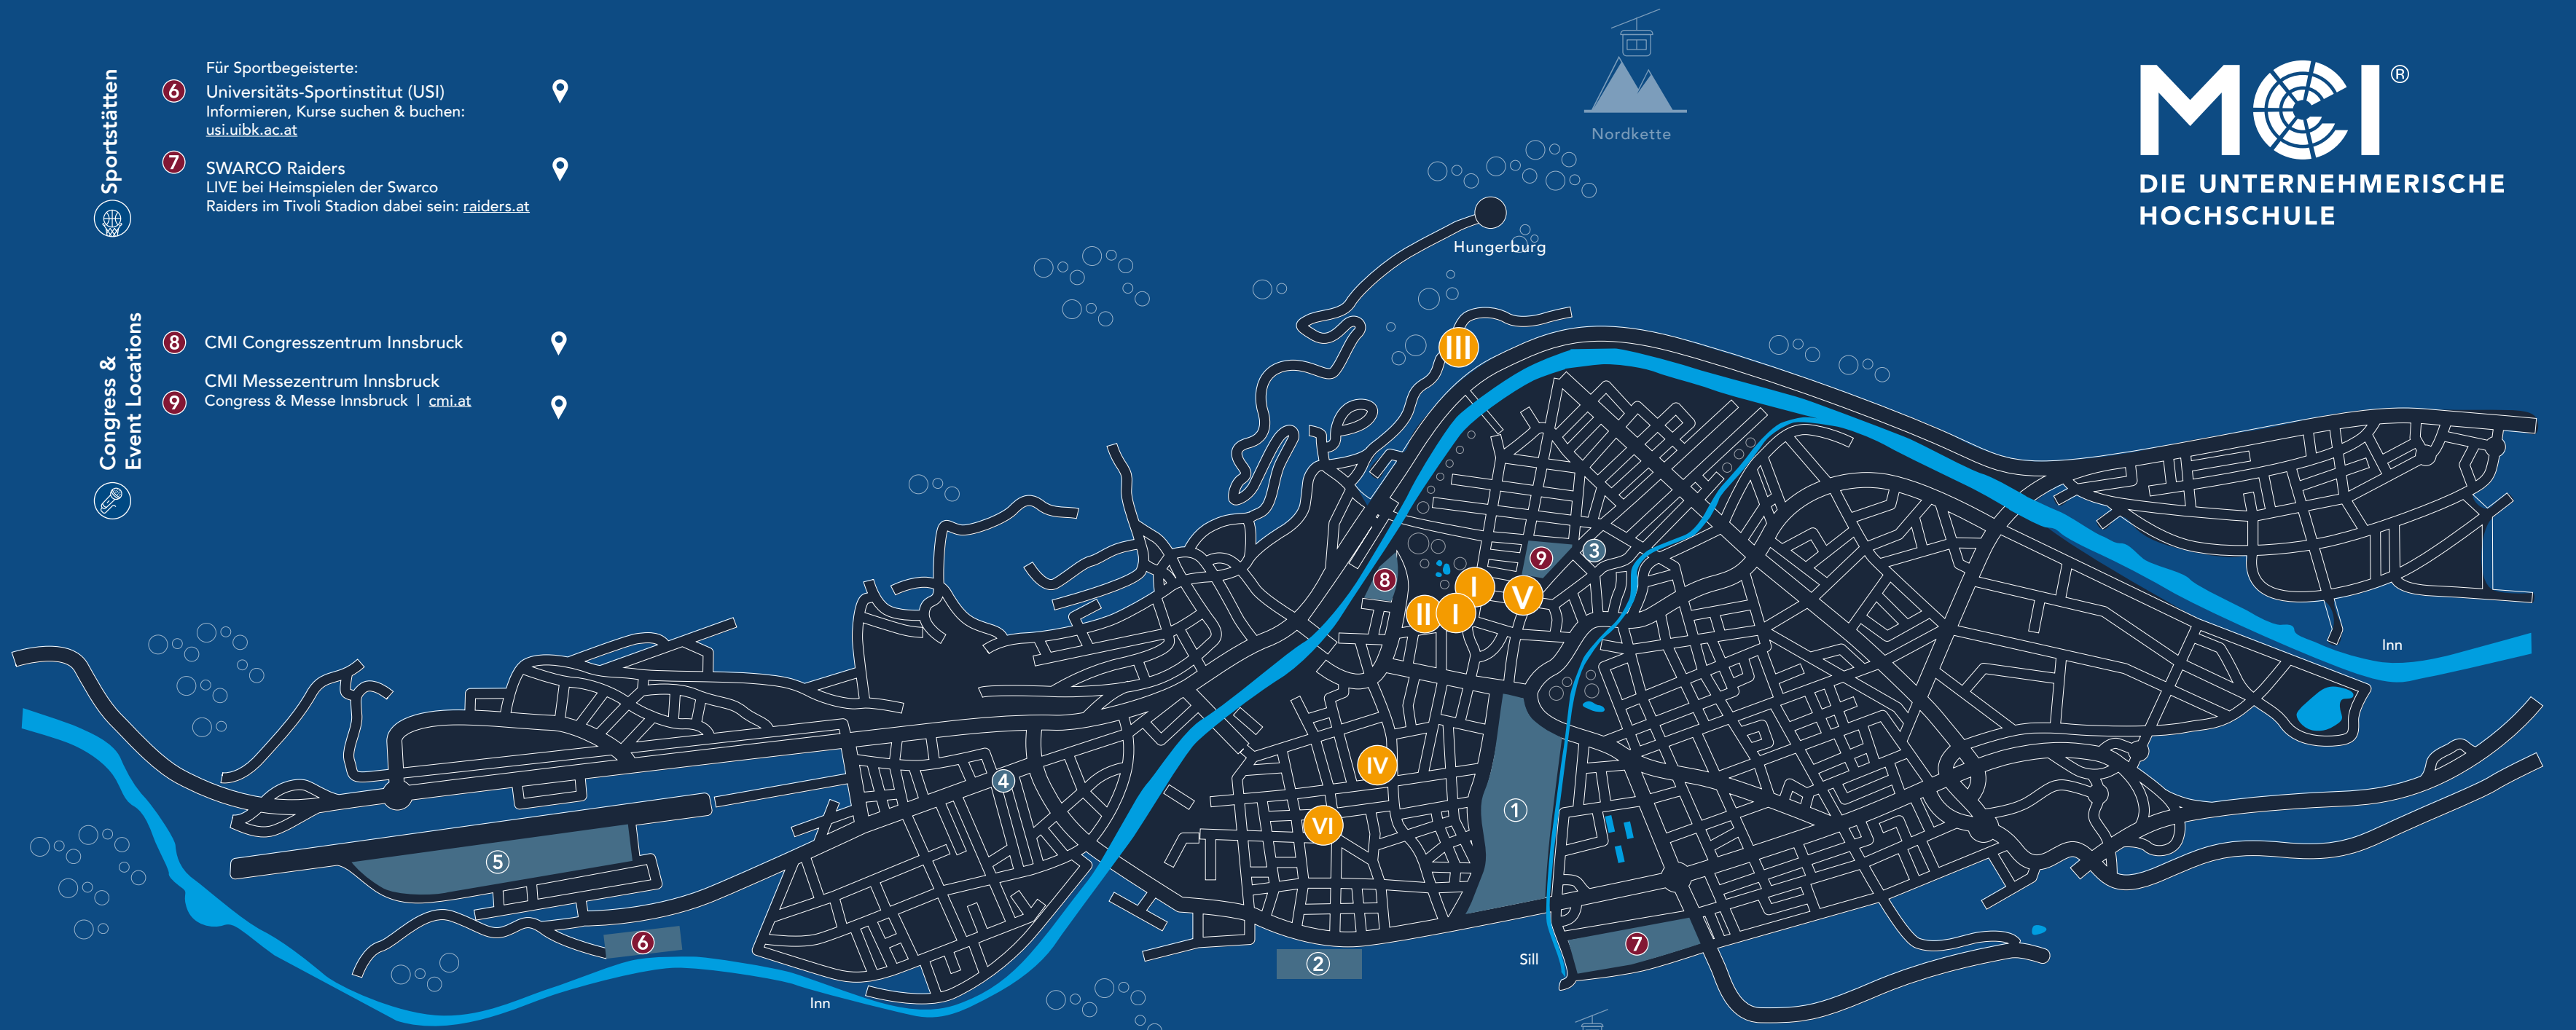 Sportstätten
Für Sportbegeisterte:
6 Universitäts-Sportinstitut (USI)
Informieren, Kurse suchen & buchen:
usi.uibk.ac.at
7 SWARCO Raiders
LIVE bei Heimspielen der Swarco
Raiders im Tivoli Stadion dabei sein: raiders.at
Congress &
Event Locations
8 CMI Congresszentrum Innsbruck
CMI Messezentrum Innsbruck
9 Congress & Messe Innsbruck | cmi.at
Nordkette
MCI®
DIE UNTERNEHMERISCHE
HOCHSCHULE
Hungerburg
III
9
3
8
I
V
II
I
Inn
IV
4
1
VI
5
6
7
2
Sill
Inn